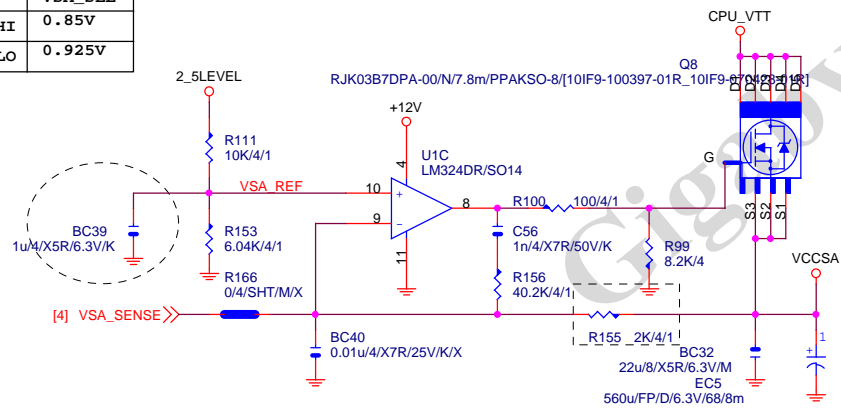 HI 0.85V
LO 0.925V
CPU_VTT
2_5LEVEL
Q8
RJK03B7DPA-00/N/7.8m/PPAKSO-8/[10IF9-100397-01R_10IF9-
+12V
R111
10K/4/1
4
U1C
LM324DR/SO14
G
VSA_REF
10
+
8
R100
100/4/1
9
-
BC39
1u/4/X5R/6.3V/K
R153
6.04K/4/1
C56
1n/4/X7R/50V/K
11
R99
8.2K/4
S3
S2
S1
VCCSA
R166
0/4/SHT/M/X
R156
40.2K/4/1
[4] VSA_SENSE
R155
2K/4/1
1
+
BC40
0.01u/4/X7R/25V/K/X
BC32
22u/8/X5R/6.3V/M
EC5
560u/FP/D/6.3V/68/8m